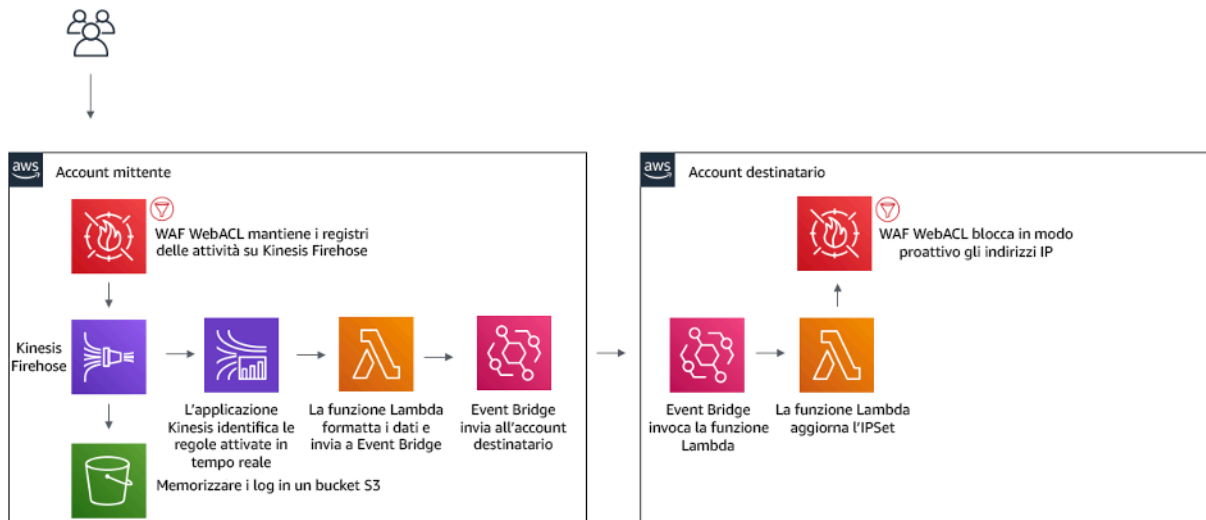 aws
Account mittente
WAF WebACL mantiene i registri
delle attività su Kinesis Firehose
Kinesis
Firehose
L'applicazione
Kinesis identifica le
regole attivate in
tempo reale
La funzione Lambda
formatta i dati e
invia a Event Bridge
Event Bridge
invia all'account
destinatario
Memorizzare i log in un bucket S3
aws
Account destinatario
WAF WebACL blocca in modo
proattivo gli indirizzi IP
Event Bridge
invoca la funzione
Lambda
La funzione Lambda
aggiorna l'IPSet